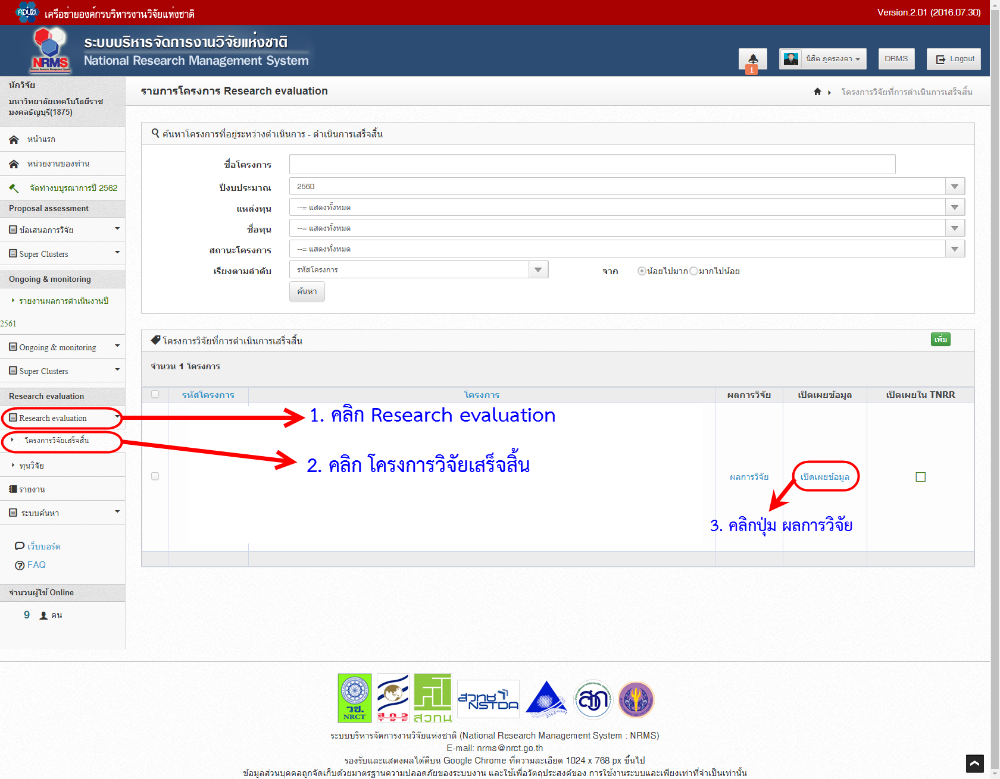 คอบช. เครือข่ายองค์กรบริหารงานวิจัยแห่งชาติ
Version.2.01 (2016.07.30)
NRMS
ระบบบริหารจัดการงานวิจัยแห่งชาติ
National Research Management System
1
นิสิต ภูครองตา
DRMS
Logout
นักวิจัย
มหาวิทยาลัยเทคโนโลยีราช
มงคลธัญบุรี(1875)
หน้าแรก
หน่วยงานของท่าน
จัดทำงบบูรณาการปี 2562
Proposal assessment
ข้อเสนอการวิจัย
Super Clusters
Ongoing & monitoring
รายงานผลการดำเนินงานปี
2561
Ongoing & monitoring
Super Clusters
Research evaluation
Research evaluation
โครงการวิจัยเสร็จสิ้น
ทุนวิจัย
รายงาน
ระบบค้นหา
เว็บบอร์ด
FAQ
จำนวนผู้ใช้ Online
9 คน
รายการโครงการ Research evaluation
โครงการวิจัยที่การดำเนินการเสร็จสิ้น
ค้นหาโครงการที่อยู่ระหว่างดำเนินการ - ดำเนินการเสร็จสิ้น
ชื่อโครงการ
ปีงบประมาณ 2560
แหล่งทุน --= แสดงทั้งหมด
ชื่อทุน --= แสดงทั้งหมด
สถานะโครงการ --= แสดงทั้งหมด
เรียงตามลำดับ รหัสโครงการ จาก น้อยไปมาก มากไปน้อย
ค้นหา
โครงการวิจัยที่การดำเนินการเสร็จสิ้น
เพิ่ม
จำนวน 1 โครงการ
รหัสโครงการ โครงการ ผลการวิจัย เปิดเผยข้อมูล เปิดเผยใน TNRR
1. คลิก Research evaluation
2. คลิก โครงการวิจัยเสร็จสิ้น
ผลการวิจัย เปิดเผยข้อมูล
3. คลิกปุ่ม ผลการวิจัย
วช. NRCT
สกว TRF
สวทน
สวทช NSTDA
สวรส
สกอ
ระบบบริหารจัดการงานวิจัยแห่งชาติ (National Research Management System : NRMS)
E-mail: nrms@nrct.go.th
รองรับและแสดงผลได้ดีบน Google Chrome ที่ความละเอียด 1024 x 768 px ขึ้นไป
ข้อมูลส่วนบุคคลถูกจัดเก็บด้วยมาตรฐานความปลอดภัยของระบบงาน และใช้เพื่อวัตถุประสงค์ของ การใช้งานระบบและเพียงเท่าที่จำเป็นเท่านั้น